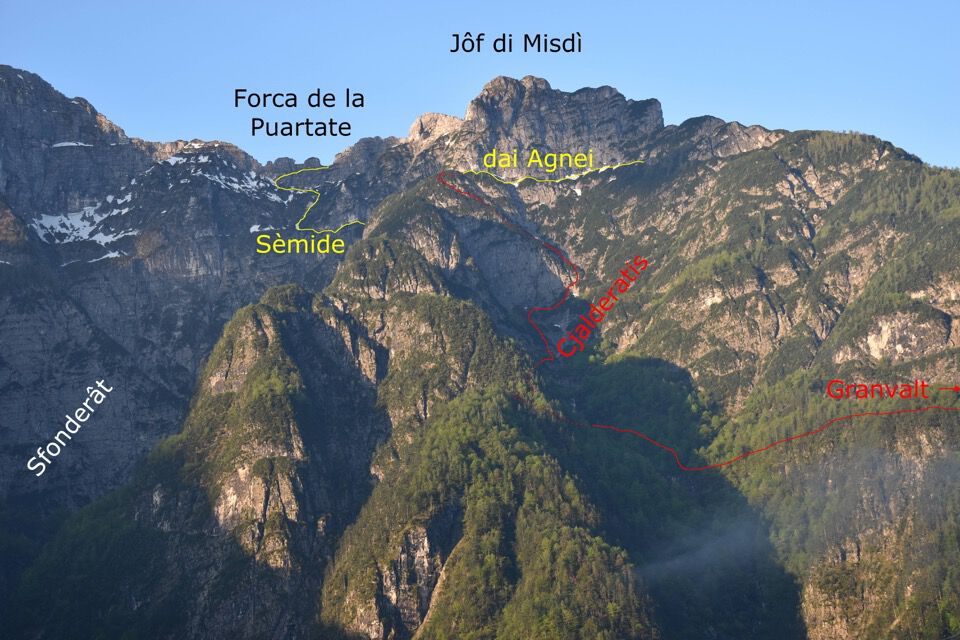 Jôf di Misdì
Forca de la
Puartate
dai Agnei
Sèmide
Cjalderatis
Granvalt →
Sfonderât